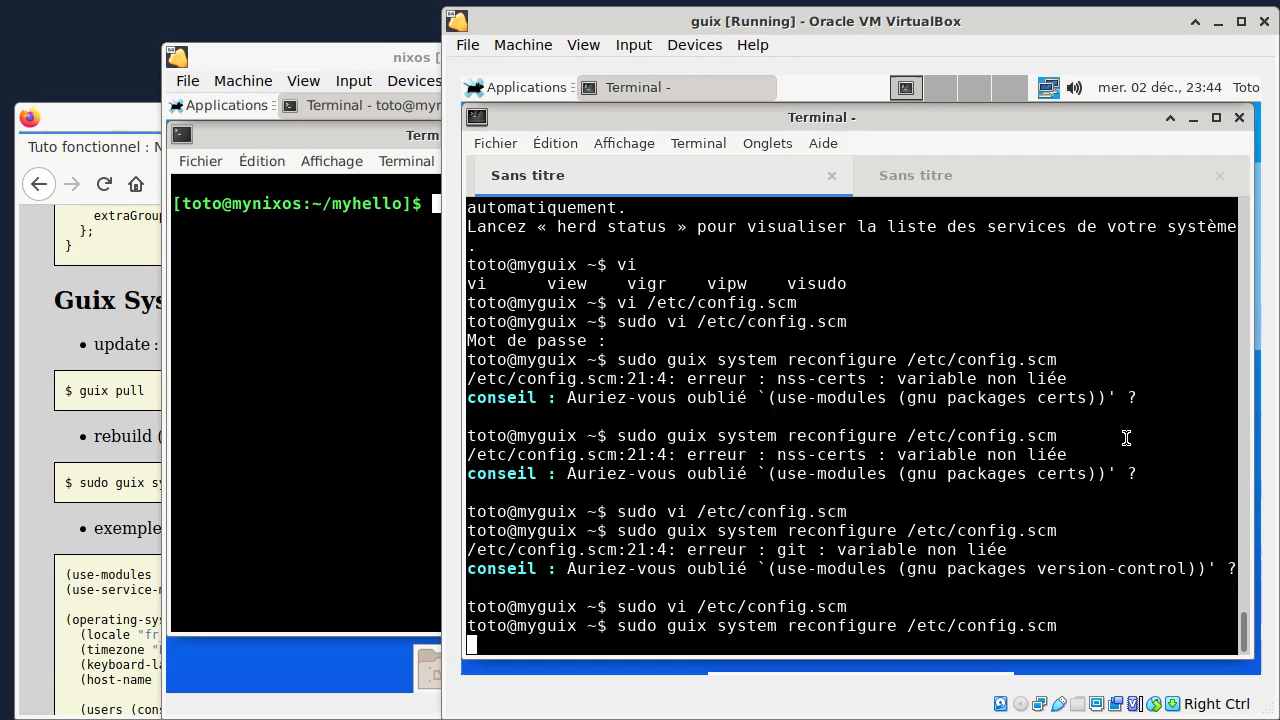 guix [Running] - Oracle VM VirtualBox
File Machine View Input Devices Help
Applications Terminal - mer. 02 déc., 23:44 Toto
Terminal -
Fichier Édition Affichage Terminal Onglets Aide
Sans titre Sans titre
automatiquement.
Lancez « herd status » pour visualiser la liste des services de votre système
.
toto@myguix ~$ vi
vi view vigr vipw visudo
toto@myguix ~$ vi /etc/config.scm
toto@myguix ~$ sudo vi /etc/config.scm
Mot de passe :
toto@myguix ~$ sudo guix system reconfigure /etc/config.scm
/etc/config.scm:21:4: erreur : nss-certs : variable non liée
conseil : Auriez-vous oublié `(use-modules (gnu packages certs))' ?
toto@myguix ~$ sudo guix system reconfigure /etc/config.scm
/etc/config.scm:21:4: erreur : nss-certs : variable non liée
conseil : Auriez-vous oublié `(use-modules (gnu packages certs))' ?
toto@myguix ~$ sudo vi /etc/config.scm
toto@myguix ~$ sudo guix system reconfigure /etc/config.scm
/etc/config.scm:21:4: erreur : git : variable non liée
conseil : Auriez-vous oublié `(use-modules (gnu packages version-control))' ?
toto@myguix ~$ sudo vi /etc/config.scm
toto@myguix ~$ sudo guix system reconfigure /etc/config.scm
Right Ctrl
nixos [
File Machine View Input Devices
Applications Terminal - toto@myn
Term
Fichier Édition Affichage Terminal
[toto@mynixos:~/myhello]$
Tuto fonctionnel : N
extraGroup
};
}
Guix Sys
• update :
$ guix pull
• rebuild (
$ sudo guix sy
• exemple
(use-modules
(use-service-m
(operating-sys
(locale "fr_
(timezone "
(keyboard-la
(host-name
(users (cons